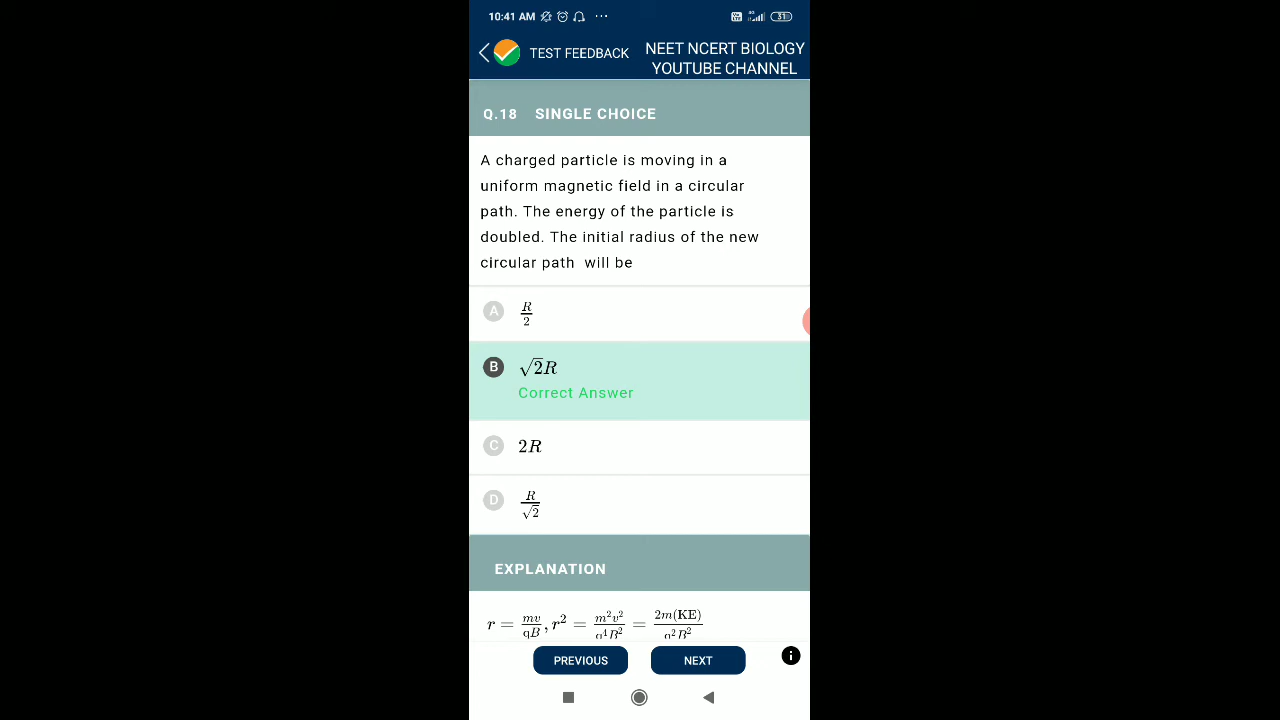 10:41 AM ... 31
TEST FEEDBACK
NEET NCERT BIOLOGY
YOUTUBE CHANNEL
Q.18 SINGLE CHOICE
A charged particle is moving in a
uniform magnetic field in a circular
path. The energy of the particle is
doubled. The initial radius of the new
circular path will be
A R/2
B √2R
Correct Answer
C 2R
D R/√2
EXPLANATION
r = mv/qB, r² = m²v²/q⁴B² = 2m(KE)/q²B²
PREVIOUS NEXT